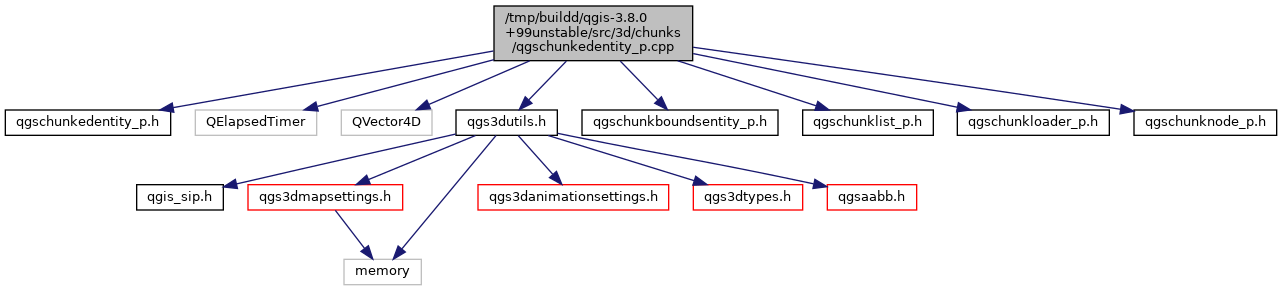 /tmp/buildd/qgis-3.8.0
+99unstable/src/3d/chunks
/qgschunkedentity_p.cpp
qgschunkedentity_p.h
QElapsedTimer
QVector4D
qgs3dutils.h
qgschunkboundsentity_p.h
qgschunklist_p.h
qgschunkloader_p.h
qgschunknode_p.h
qgis_sip.h
qgs3dmapsettings.h
qgs3danimationsettings.h
qgs3dtypes.h
qgsaabb.h
memory